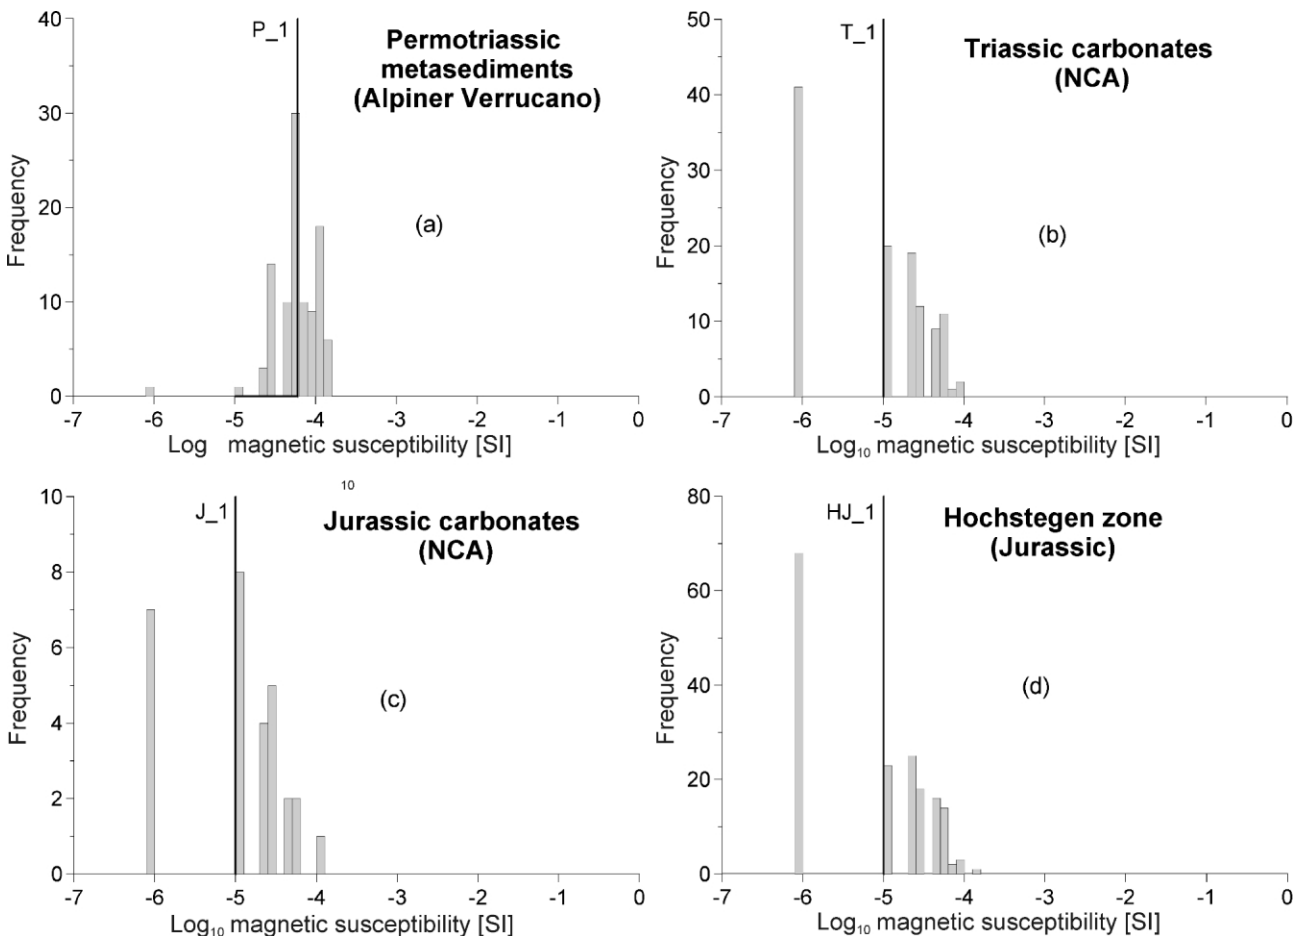 40
30
20
10
0
Frequency
P_1
Permotriassic
metasediments
(Alpiner Verrucano)
(a)
-7 -6 -5 -4 -3 -2 -1 0
Log magnetic susceptibility [SI]
10
50
40
30
20
10
0
Frequency
T_1
Triassic carbonates
(NCA)
(b)
-7 -6 -5 -4 -3 -2 -1 0
Log10 magnetic susceptibility [SI]
10
8
6
4
2
0
Frequency
J_1
Jurassic carbonates
(NCA)
(c)
-7 -6 -5 -4 -3 -2 -1 0
Log10 magnetic susceptibility [SI]
80
60
40
20
0
Frequency
HJ_1
Hochstegen zone
(Jurassic)
(d)
-7 -6 -5 -4 -3 -2 -1 0
Log10 magnetic susceptibility [SI]